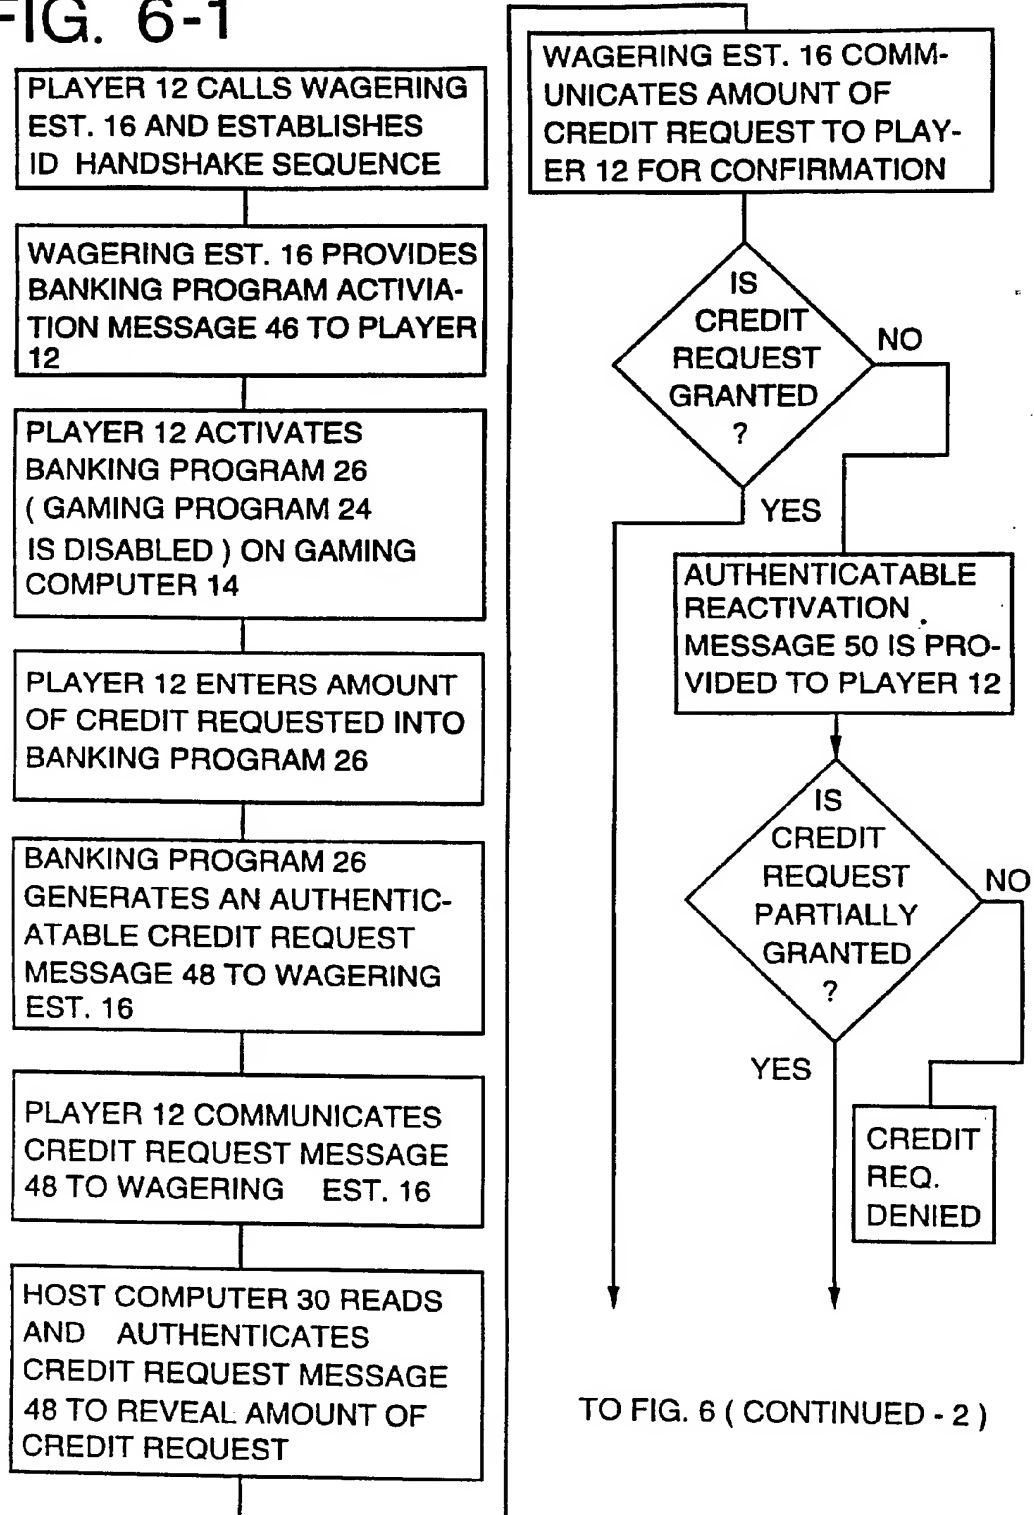 FIG. 6-1
PLAYER 12 CALLS WAGERING
EST. 16 AND ESTABLISHES
ID HANDSHAKE SEQUENCE
WAGERING EST. 16 PROVIDES
BANKING PROGRAM ACTIVIA-
TION MESSAGE 46 TO PLAYER
12
PLAYER 12 ACTIVATES
BANKING PROGRAM 26
( GAMING PROGRAM 24
IS DISABLED ) ON GAMING
COMPUTER 14
PLAYER 12 ENTERS AMOUNT
OF CREDIT REQUESTED INTO
BANKING PROGRAM 26
BANKING PROGRAM 26
GENERATES AN AUTHENTIC-
ATABLE CREDIT REQUEST
MESSAGE 48 TO WAGERING
EST. 16
PLAYER 12 COMMUNICATES
CREDIT REQUEST MESSAGE
48 TO WAGERING EST. 16
HOST COMPUTER 30 READS
AND AUTHENTICATES
CREDIT REQUEST MESSAGE
48 TO REVEAL AMOUNT OF
CREDIT REQUEST
WAGERING EST. 16 COMM-
UNICATES AMOUNT OF
CREDIT REQUEST TO PLAY-
ER 12 FOR CONFIRMATION
IS
CREDIT
REQUEST
GRANTED
?
NO
YES
AUTHENTICATABLE
REACTIVATION
MESSAGE 50 IS PRO-
VIDED TO PLAYER 12
IS
CREDIT
REQUEST
PARTIALLY
GRANTED
?
NO
YES
CREDIT
REQ.
DENIED
TO FIG. 6 ( CONTINUED - 2 )